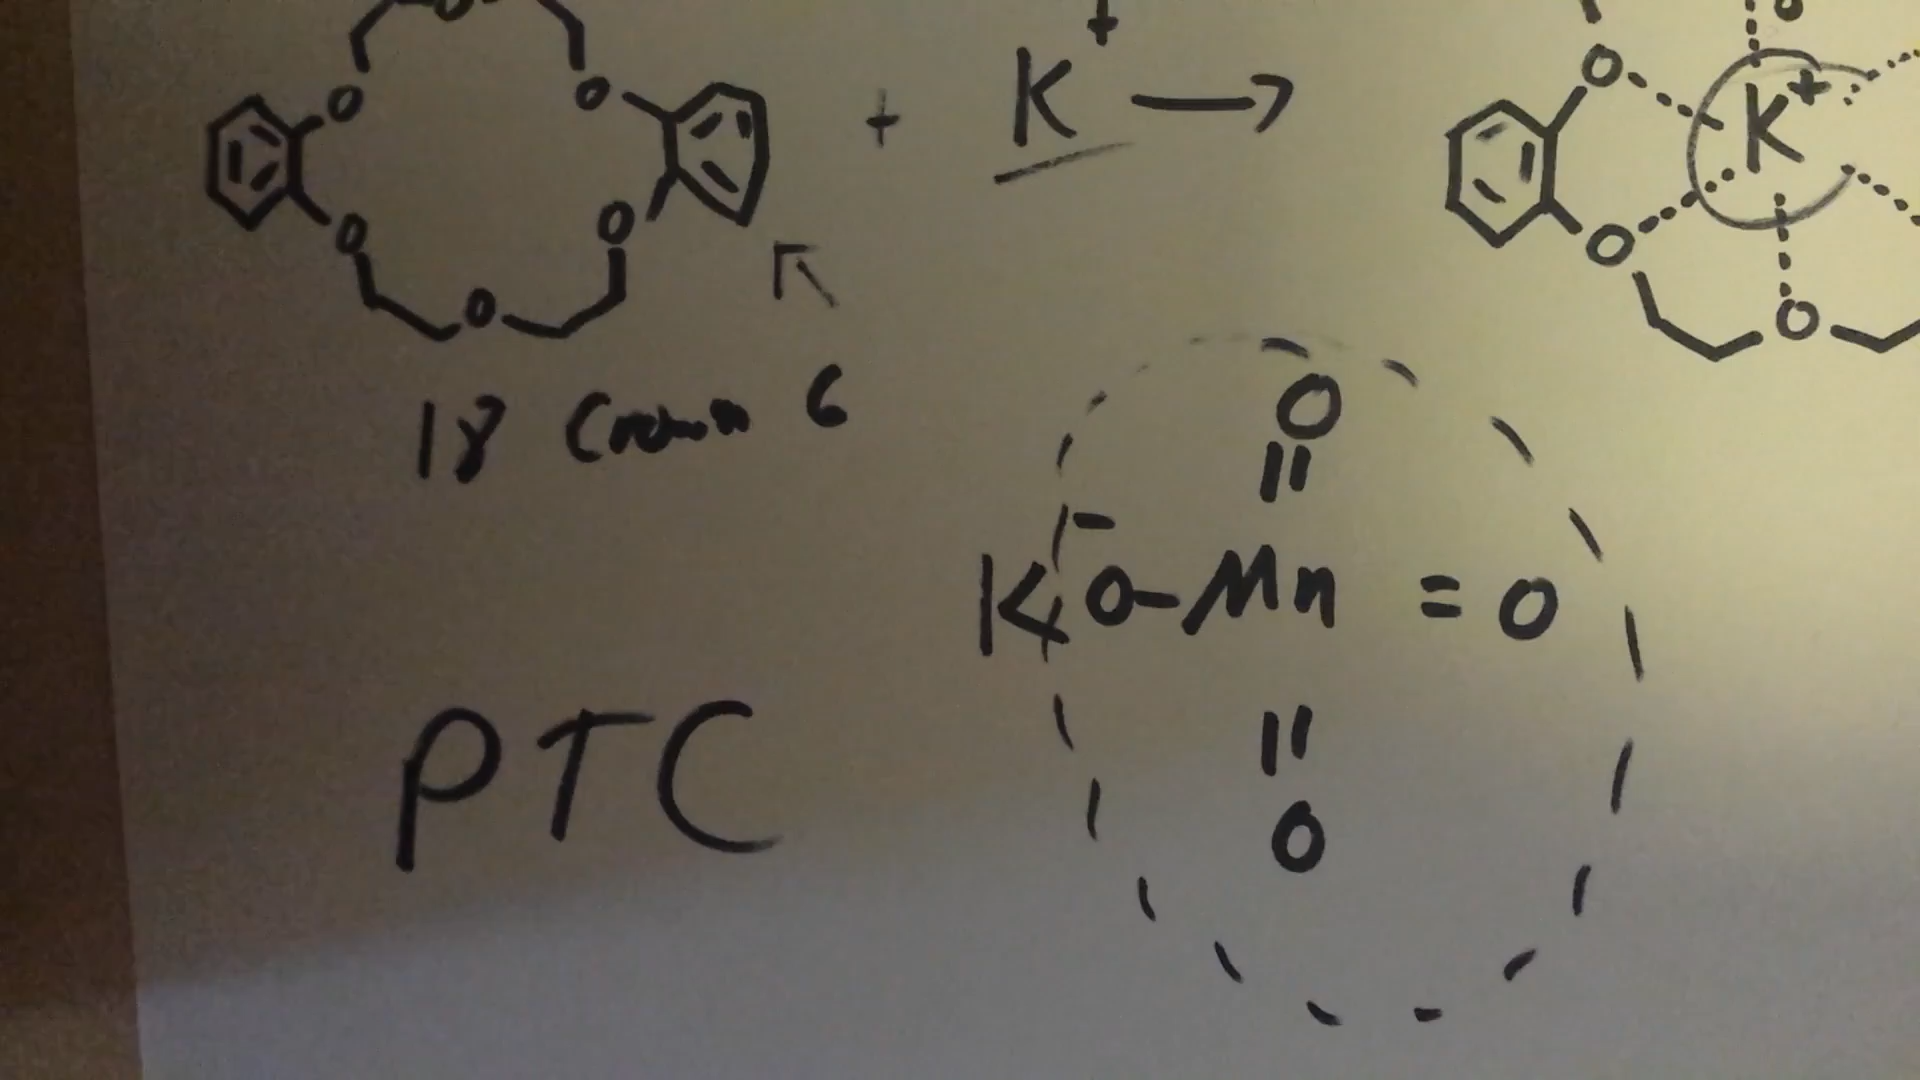 O O
O O + K+ → O K+
O O O
O O
18 Crown 6
O
||
K O⁻-Mn = O
||
O
PTC